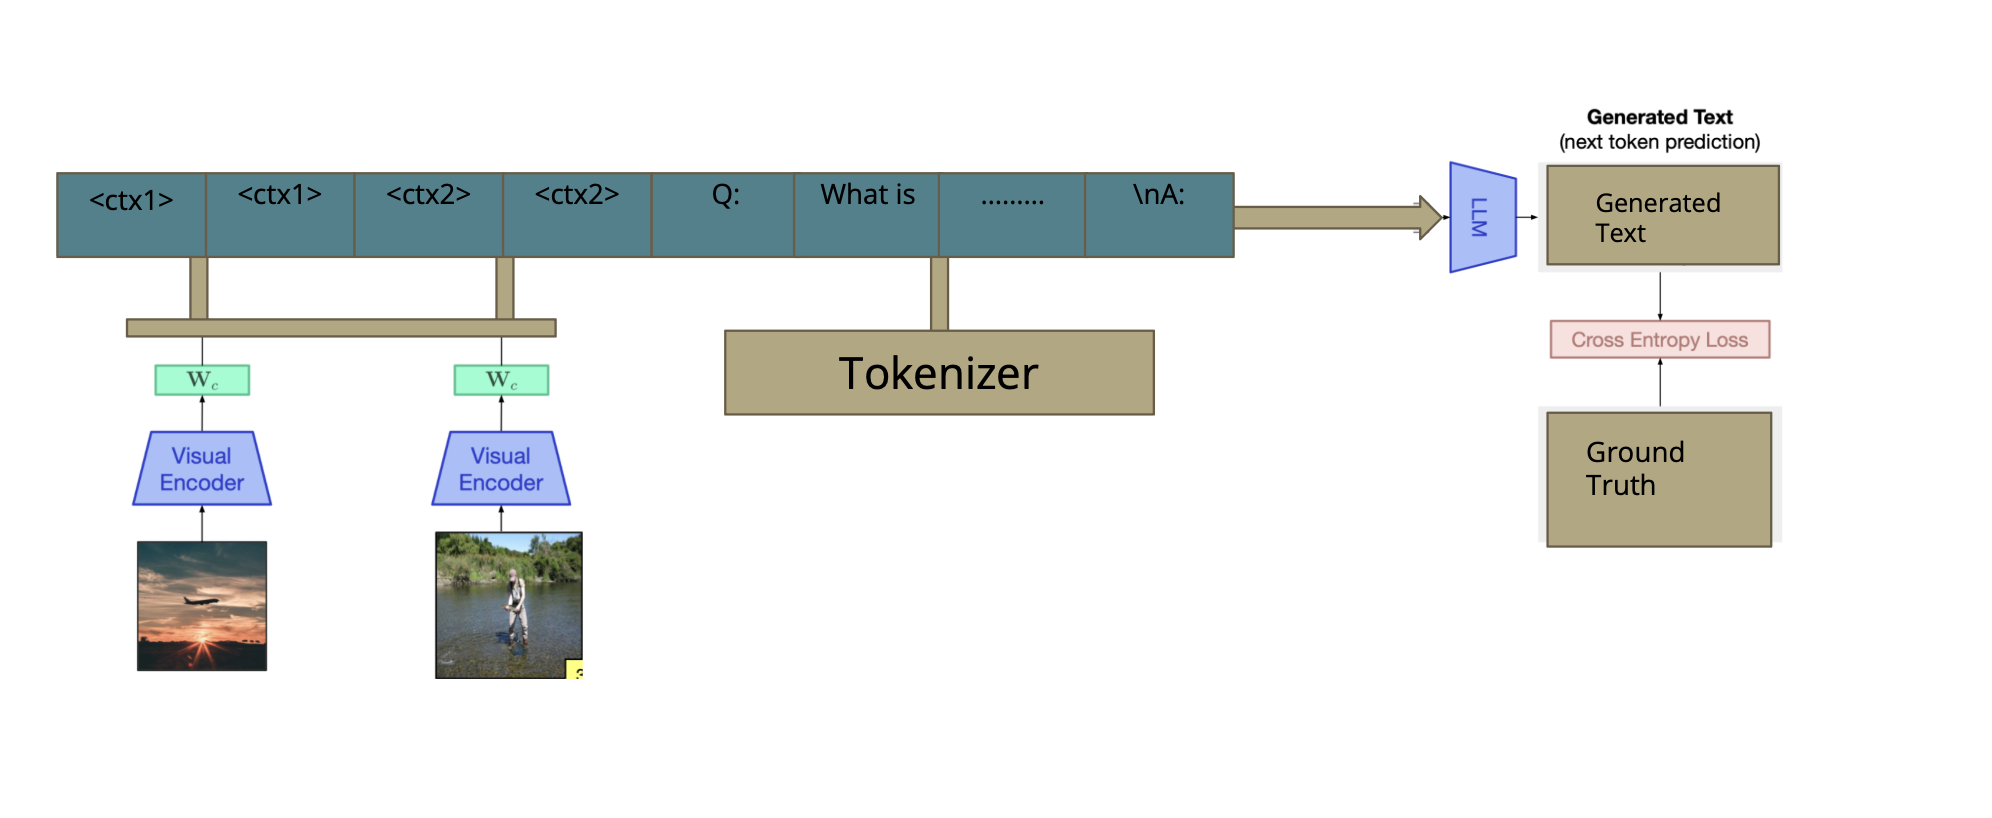 Generated Text
(next token prediction)
<ctx1> <ctx1> <ctx2> <ctx2> Q: What is ......... \nA:
LLM
Generated
Text
Cross Entropy Loss
Tokenizer
W_c W_c
Visual
Encoder
Visual
Encoder
Ground
Truth